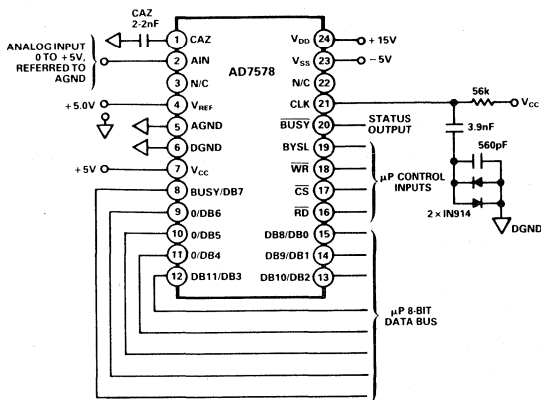 CAZ
2-2nF
ANALOG INPUT
0 TO +5V,
REFERRED TO
AGND
+5.0V
+5V
AD7578
1 CAZ
2 AIN
3 N/C
4 VREF
5 AGND
6 DGND
7 VCC
8 BUSY/DB7
9 0/DB6
10 0/DB5
11 0/DB4
12 DB11/DB3
VDD 24 +15V
VSS 23 −5V
N/C 22
CLK 21
BUSY 20 STATUS
OUTPUT
BYSL 19
WR 18
CS 17
RD 16
DB8/DB0 15
DB9/DB1 14
DB10/DB2 13
μP CONTROL
INPUTS
μP 8-BIT
DATA BUS
56k
VCC
3.9nF
560pF
2×IN914
DGND